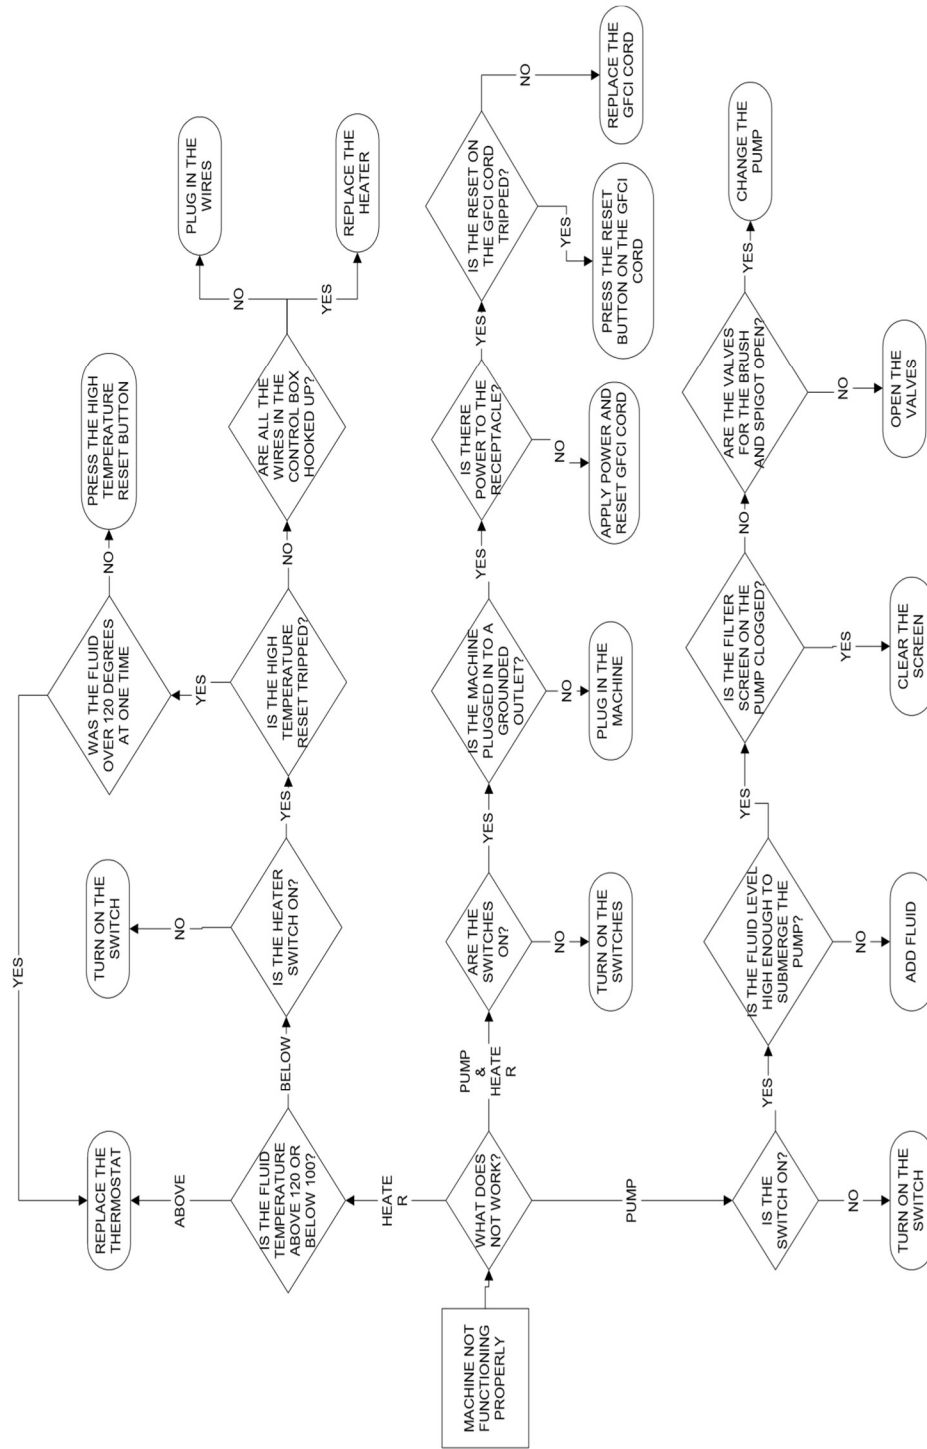 MACHINE NOT
FUNCTIONING
PROPERLY
WHAT DOES
NOT WORK?
HEATE
R
PUMP
&
HEATE
R
PUMP
IS THE FLUID
TEMPERATURE
ABOVE 120 OR
BELOW 100?
ABOVE
REPLACE THE
THERMOSTAT
BELOW
IS THE HEATER
SWITCH ON?
NO
TURN ON THE
SWITCH
YES
IS THE HIGH
TEMPERATURE
RESET TRIPPED?
YES
WAS THE FLUID
OVER 120 DEGREES
AT ONE TIME
YES
NO
PRESS THE HIGH
TEMPERATURE
RESET BUTTON
NO
ARE ALL THE
WIRES IN THE
CONTROL BOX
HOOKED UP?
NO
PLUG IN THE
WIRES
YES
REPLACE THE
HEATER
ARE THE
SWITCHES
ON?
NO
TURN ON THE
SWITCHES
YES
IS THE MACHINE
PLUGGED IN TO A
GROUNDED
OUTLET?
NO
PLUG IN THE
MACHINE
YES
IS THERE
POWER TO THE
RECEPTACLE?
NO
APPLY POWER AND
RESET GFCI CORD
YES
IS THE RESET ON
THE GFCI CORD
TRIPPED?
YES
PRESS THE RESET
BUTTON ON THE GFCI
CORD
NO
REPLACE THE
GFCI CORD
IS THE
SWITCH ON?
NO
TURN ON THE
SWITCH
YES
IS THE FLUID LEVEL
HIGH ENOUGH TO
SUBMERGE THE
PUMP?
NO
ADD FLUID
YES
IS THE FILTER
SCREEN ON THE
PUMP CLOGGED?
YES
CLEAR THE
SCREEN
NO
ARE THE VALVES
FOR THE BRUSH
AND SPIGOT OPEN?
NO
OPEN THE
VALVES
YES
CHANGE THE
PUMP